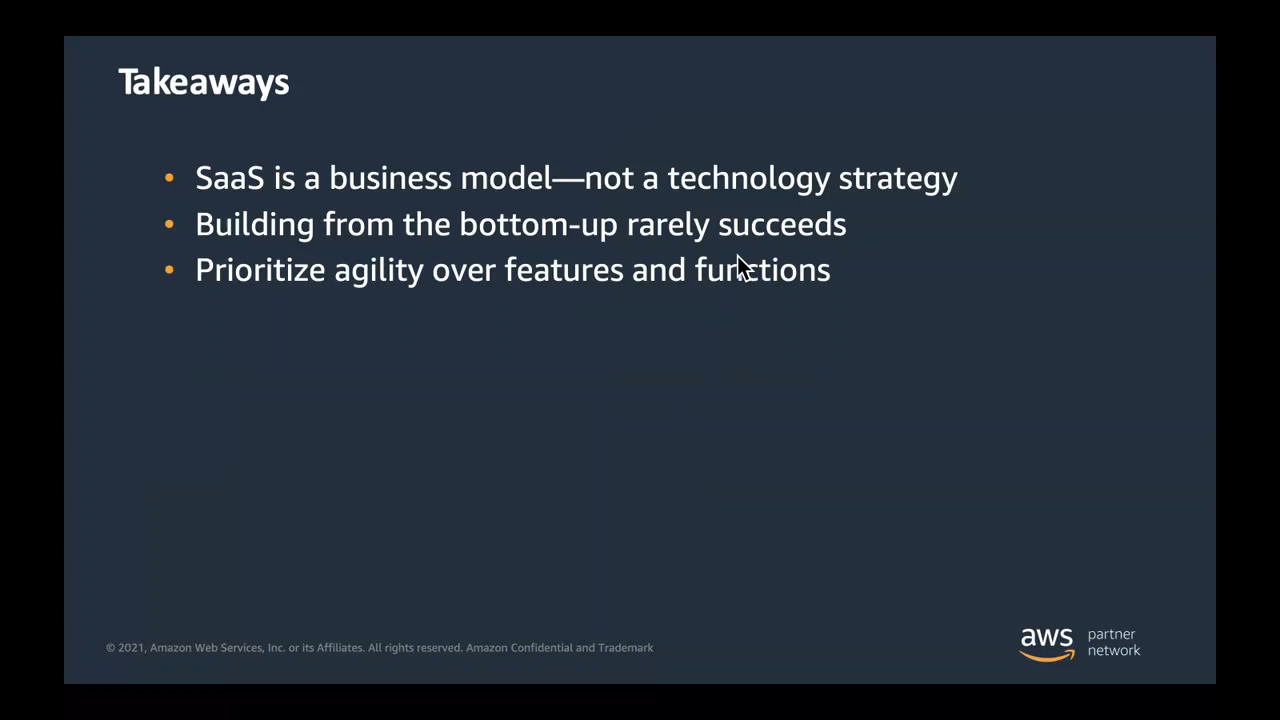 Takeaways
• SaaS is a business model—not a technology strategy
• Building from the bottom-up rarely succeeds
• Prioritize agility over features and functions
© 2021, Amazon Web Services, Inc. or its Affiliates. All rights reserved. Amazon Confidential and Trademark
aws partner
network